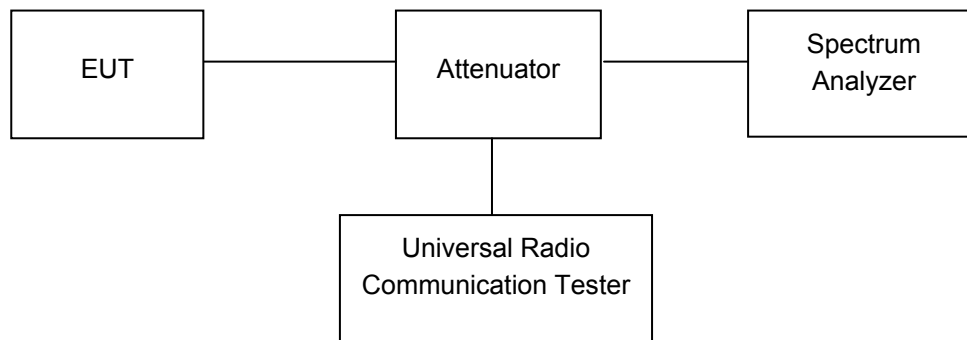 EUT
Attenuator
Spectrum
Analyzer
Universal Radio
Communication Tester